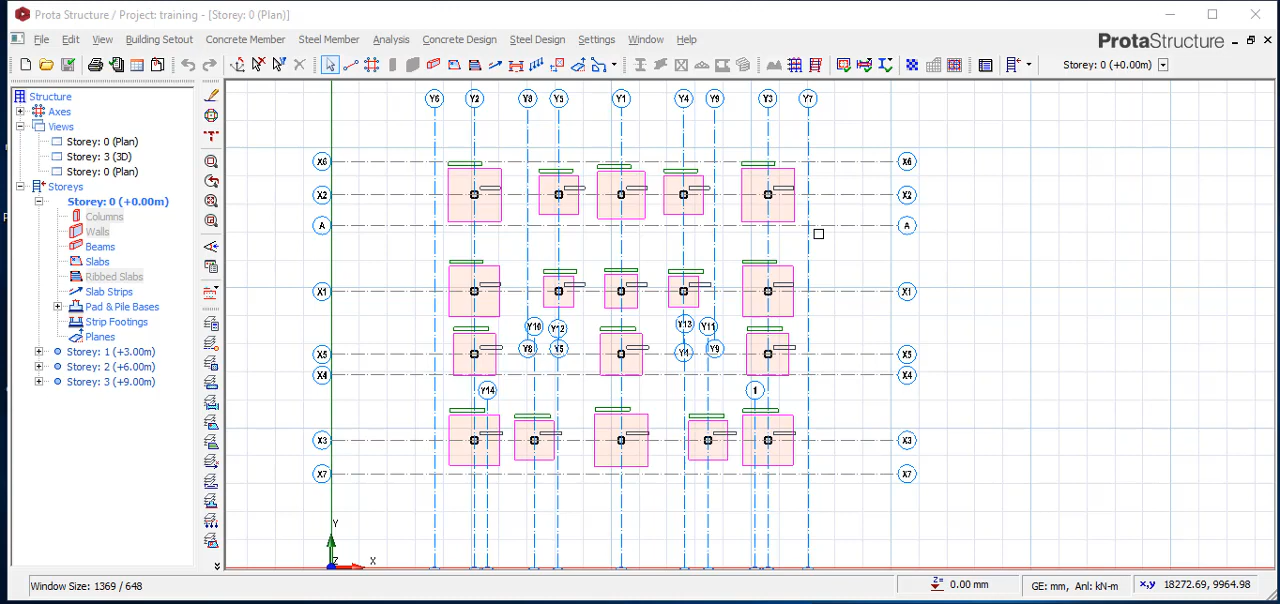 Prota Structure / Project: training - [Storey: 0 (Plan)]
File Edit View Building Setout Concrete Member Steel Member Analysis Concrete Design Steel Design Settings Window Help
ProtaStructure
Storey: 0 (+0.00m)
Structure
Axes
Views
Storey: 0 (Plan)
Storey: 3 (3D)
Storey: 0 (Plan)
Storeys
Storey: 0 (+0.00m)
Columns
Walls
Beams
Slabs
Ribbed Slabs
Slab Strips
Pad & Pile Bases
Strip Footings
Planes
Storey: 1 (+3.00m)
Storey: 2 (+6.00m)
Storey: 3 (+9.00m)
Y6 Y2 Y8 Y5 Y1 Y4 Y9 Y3 Y7
X6 X6
X2 X2
A A
X1 X1
Y10 Y12 Y13 Y11
Y8 Y5 Y4 Y9
X5 X5
X4 X4
Y14 1
X3 X3
X7 X7
Y
Z X
Window Size: 1369 / 648
Z= 0.00 mm
GE: mm, Anl: kN-m
x,y 18272.69, 9964.98